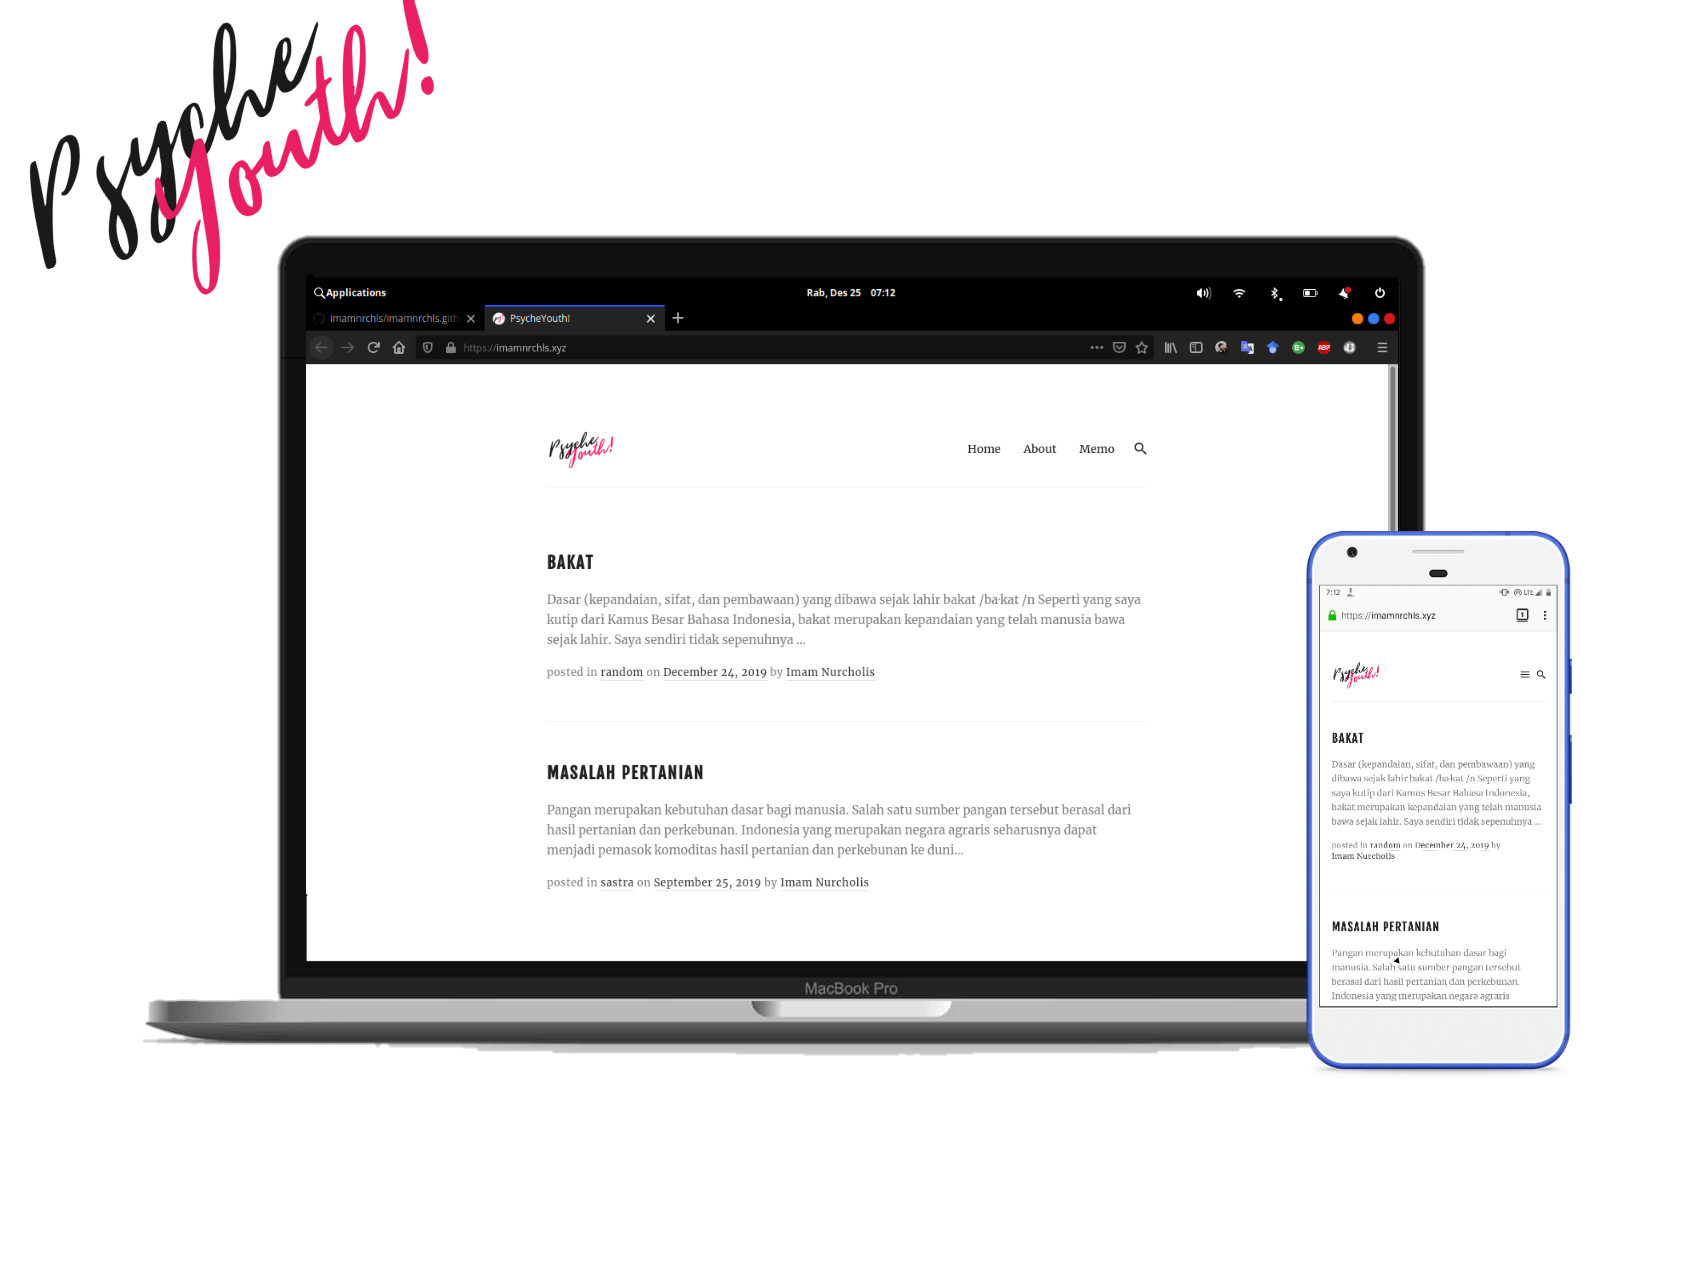 Psyche
Youth!
Applications
Rab, Des 25 07:12
imamnrchls/imamnrchls.gith
PsycheYouth!
https://imamnrchls.xyz
Psyche
Youth!
Home About Memo
BAKAT
Dasar (kepandaian, sifat, dan pembawaan) yang dibawa sejak lahir bakat /ba·kat /n Seperti yang saya
kutip dari Kamus Besar Bahasa Indonesia, bakat merupakan kepandaian yang telah manusia bawa
sejak lahir. Saya sendiri tidak sepenuhnya ...
posted in random on December 24, 2019 by Imam Nurcholis
MASALAH PERTANIAN
Pangan merupakan kebutuhan dasar bagi manusia. Salah satu sumber pangan tersebut berasal dari
hasil pertanian dan perkebunan. Indonesia yang merupakan negara agraris seharusnya dapat
menjadi pemasok komoditas hasil pertanian dan perkebunan ke duni...
posted in sastra on September 25, 2019 by Imam Nurcholis
MacBook Pro
7:12
LTE
https://imamnrchls.xyz
1
Psyche
Youth!
BAKAT
Dasar (kepandaian, sifat, dan pembawaan) yang
dibawa sejak lahir bakat /ba·kat /n Seperti yang
saya kutip dari Kamus Besar Bahasa Indonesia,
bakat merupakan kepandaian yang telah manusia
bawa sejak lahir. Saya sendiri tidak sepenuhnya ...
posted in random on December 24, 2019 by
Imam Nurcholis
MASALAH PERTANIAN
Pangan merupakan kebutuhan dasar bagi
manusia. Salah satu sumber pangan tersebut
berasal dari hasil pertanian dan perkebunan.
Indonesia yang merupakan negara agraris